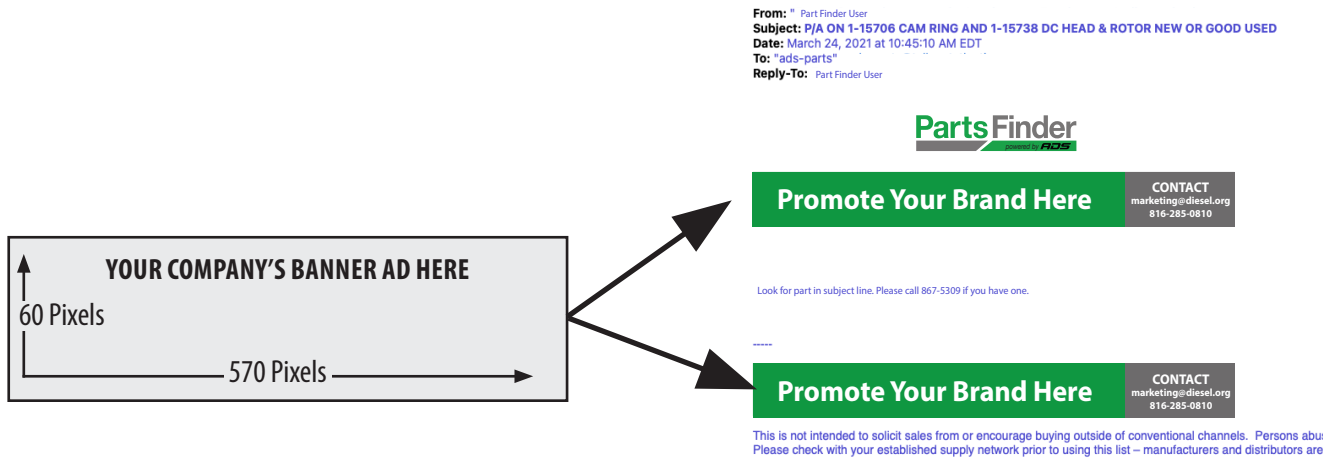 From: " Part Finder User
Subject: P/A ON 1-15706 CAM RING AND 1-15738 DC HEAD & ROTOR NEW OR GOOD USED
Date: March 24, 2021 at 10:45:10 AM EDT
To: "ads-parts"
Reply-To: Part Finder User
PartsFinder
powered by ADS
Promote Your Brand Here
CONTACT
marketing@diesel.org
816-285-0810
YOUR COMPANY'S BANNER AD HERE
60 Pixels
570 Pixels
Look for part in subject line. Please call 867-5309 if you have one.
-----
Promote Your Brand Here
CONTACT
marketing@diesel.org
816-285-0810
This is not intended to solicit sales from or encourage buying outside of conventional channels. Persons abus
Please check with your established supply network prior to using this list – manufacturers and distributors are